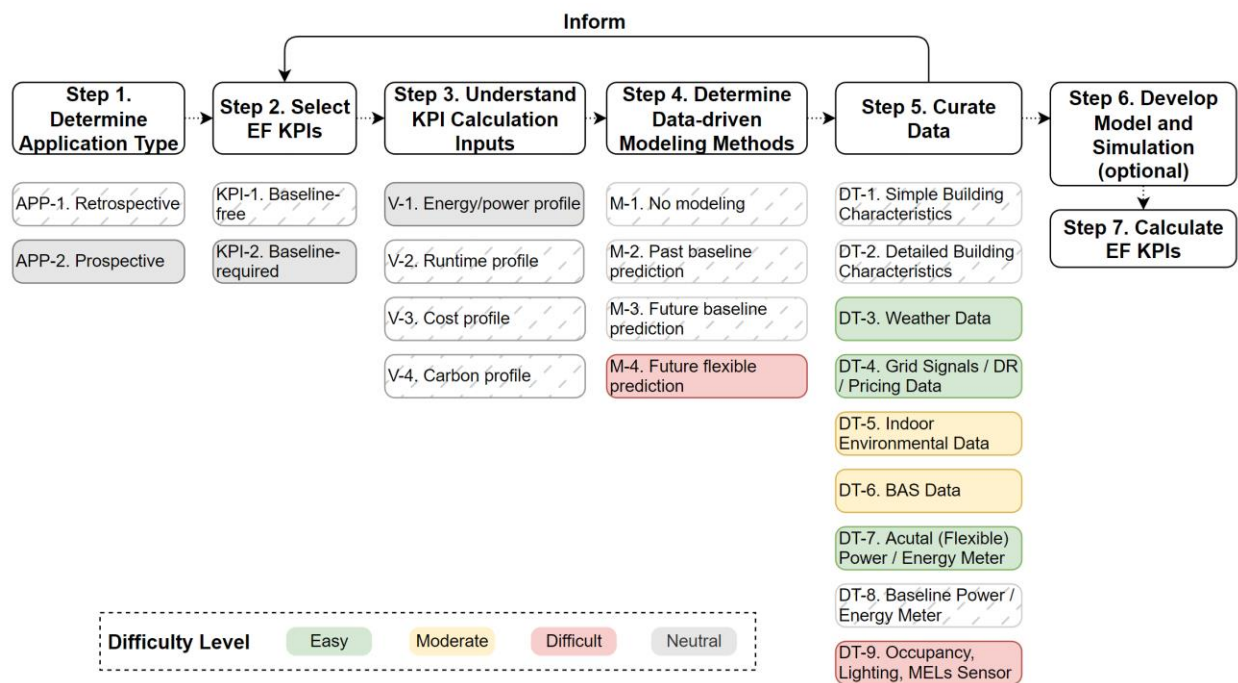 Inform
Step 1.
Determine
Application Type
Step 2. Select
EF KPIs
Step 3. Understand
KPI Calculation
Inputs
Step 4. Determine
Data-driven
Modeling Methods
Step 5. Curate
Data
Step 6. Develop
Model and
Simulation
(optional)
Step 7. Calculate
EF KPIs
APP-1. Retrospective
APP-2. Prospective
KPI-1. Baseline-
free
KPI-2. Baseline-
required
V-1. Energy/power profile
V-2. Runtime profile
V-3. Cost profile
V-4. Carbon profile
M-1. No modeling
M-2. Past baseline
prediction
M-3. Future baseline
prediction
M-4. Future flexible
prediction
DT-1. Simple Building
Characteristics
DT-2. Detailed Building
Characteristics
DT-3. Weather Data
DT-4. Grid Signals / DR
/ Pricing Data
DT-5. Indoor
Environmental Data
DT-6. BAS Data
DT-7. Acutal (Flexible)
Power / Energy Meter
DT-8. Baseline Power /
Energy Meter
DT-9. Occupancy,
Lighting, MELs Sensor
Difficulty Level
Easy
Moderate
Difficult
Neutral